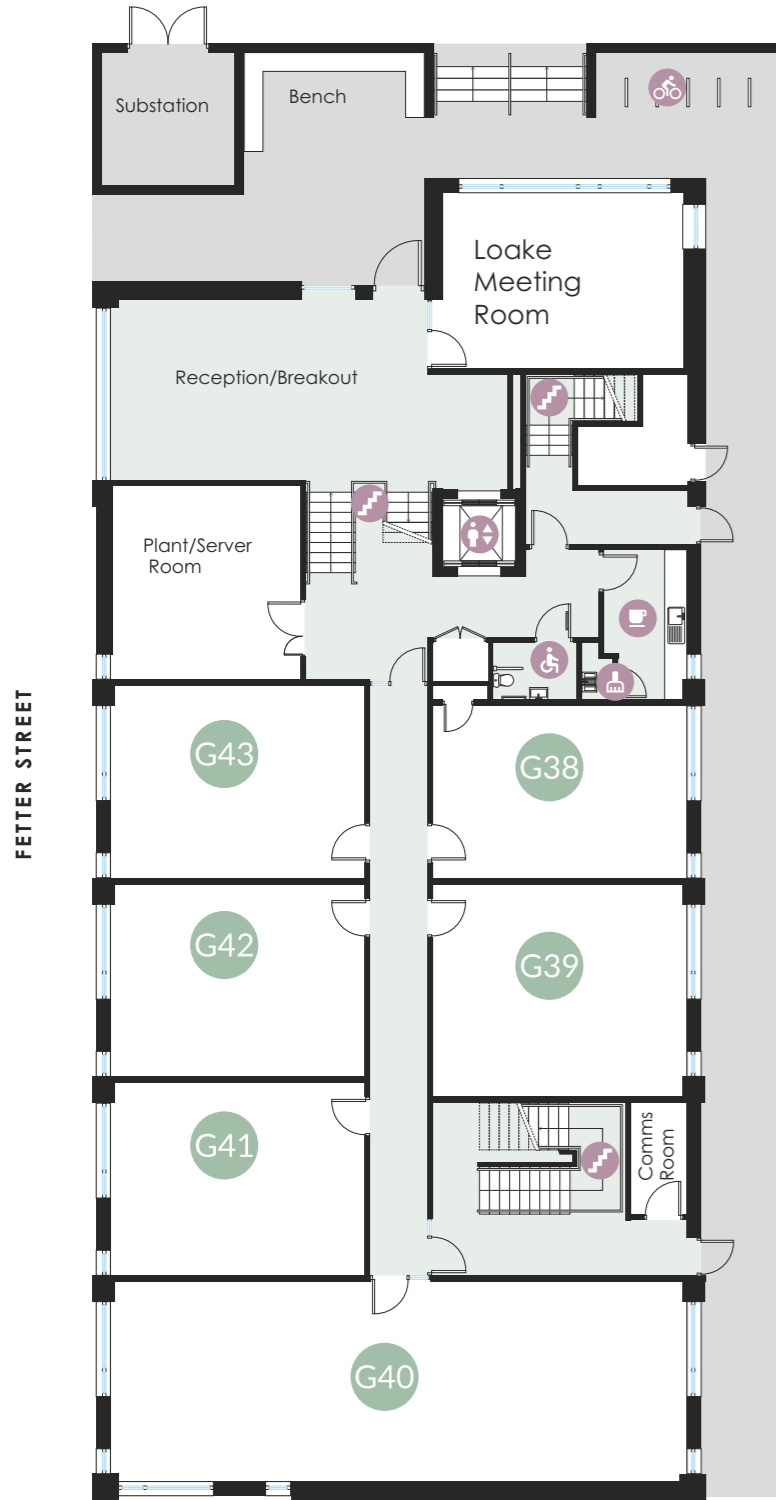 Substation
Bench
Loake
Meeting
Room
Reception/Breakout
Plant/Server
Room
FETTER STREET
G43
G38
G42
G39
G41
Comms
Room
G40